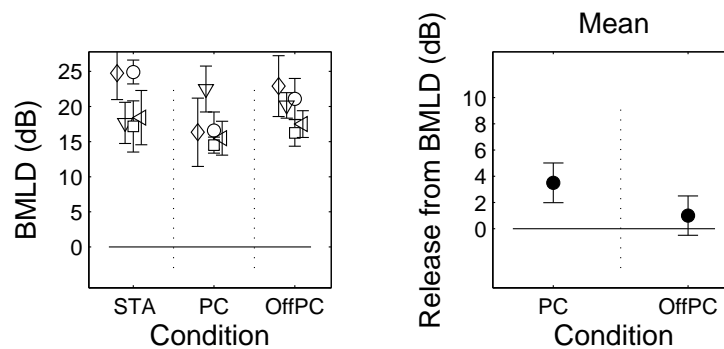 BMLD (dB)
25
20
15
10
5
0
STA PC OffPC
Condition
Mean
Release from BMLD (dB)
10
8
6
4
2
0
PC OffPC
Condition